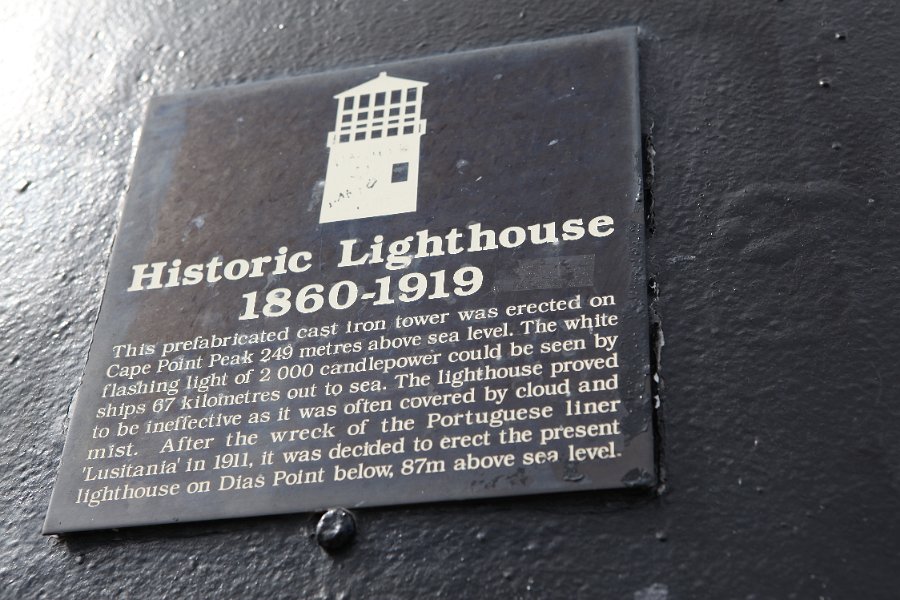 Historic Lighthouse
1860-1919
This prefabricated cast iron tower was erected on
Cape Point Peak 249 metres above sea level. The white
flashing light of 2 000 candlepower could be seen by
ships 67 kilometres out to sea. The lighthouse proved
to be ineffective as it was often covered by cloud and
mist. After the wreck of the Portuguese liner
'Lusitania' in 1911, it was decided to erect the present
lighthouse on Dias Point below, 87m above sea level.